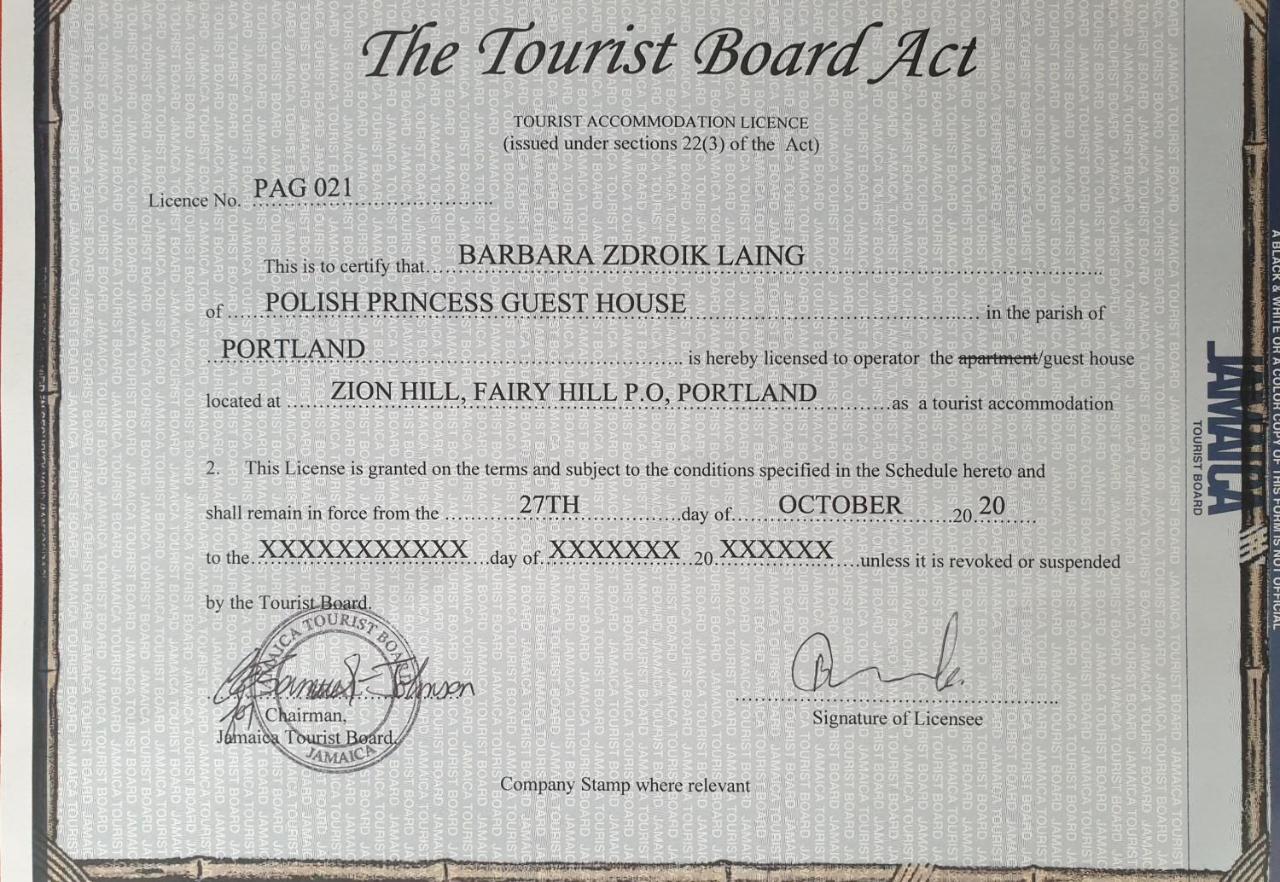 The Tourist Board Act
TOURIST ACCOMMODATION LICENCE
(issued under sections 22(3) of the Act)
Licence No. PAG 021
This is to certify that BARBARA ZDROIK LAING
of POLISH PRINCESS GUEST HOUSE in the parish of
PORTLAND is hereby licensed to operator the apartment/guest house
located at ZION HILL, FAIRY HILL P.O, PORTLAND as a tourist accommodation
2. This License is granted on the terms and subject to the conditions specified in the Schedule hereto and
shall remain in force from the 27TH day of OCTOBER 20 20
to the XXXXXXXXXXX day of XXXXXXX 20 XXXXXX unless it is revoked or suspended
by the Tourist Board.
JAMAICA TOURIST BOARD
JAMAICA
Samuel-Johnson
for Chairman,
Jamaica Tourist Board.
Signature of Licensee
Company Stamp where relevant
JAMAICA
TOURIST BOARD
A BLACK & WHITE OR A COLOR COPY OF THIS FORM IS NOT OFFICIAL